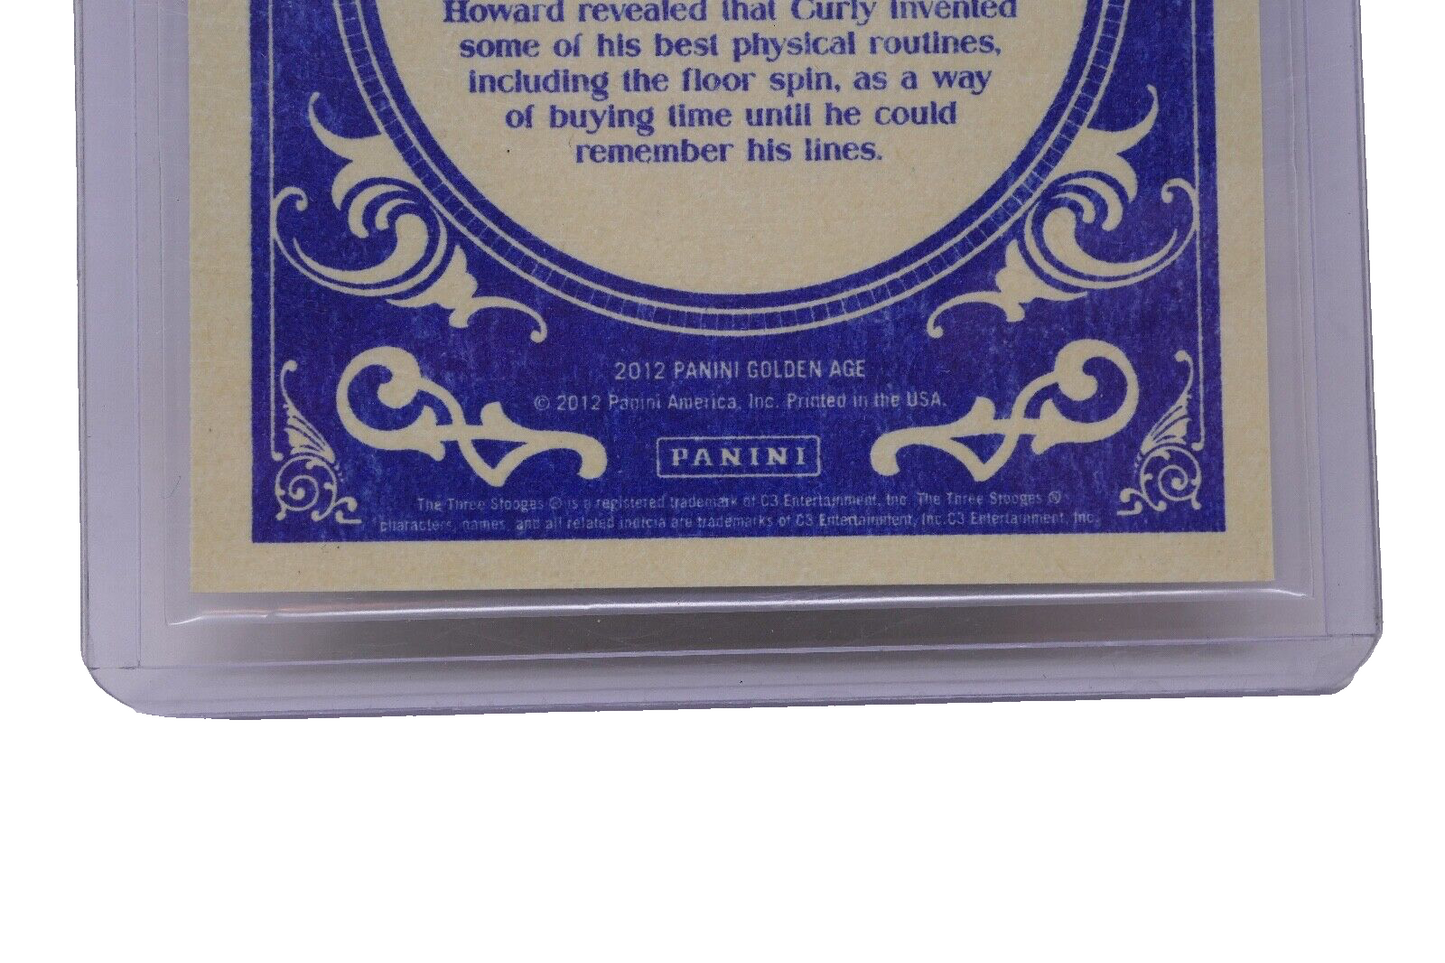 Howard revealed that Curly invented
some of his best physical routines,
including the floor spin, as a way
of buying time until he could
remember his lines.
2012 PANINI GOLDEN AGE
© 2012 Panini America, Inc. Printed in the USA.
PANINI
The Three Stooges ® is a registered trademark of C3 Entertainment, Inc. The Three Stooges ®
characters, names, and all related indicia are trademarks of C3 Entertainment, Inc.C3 Entertainment, Inc.